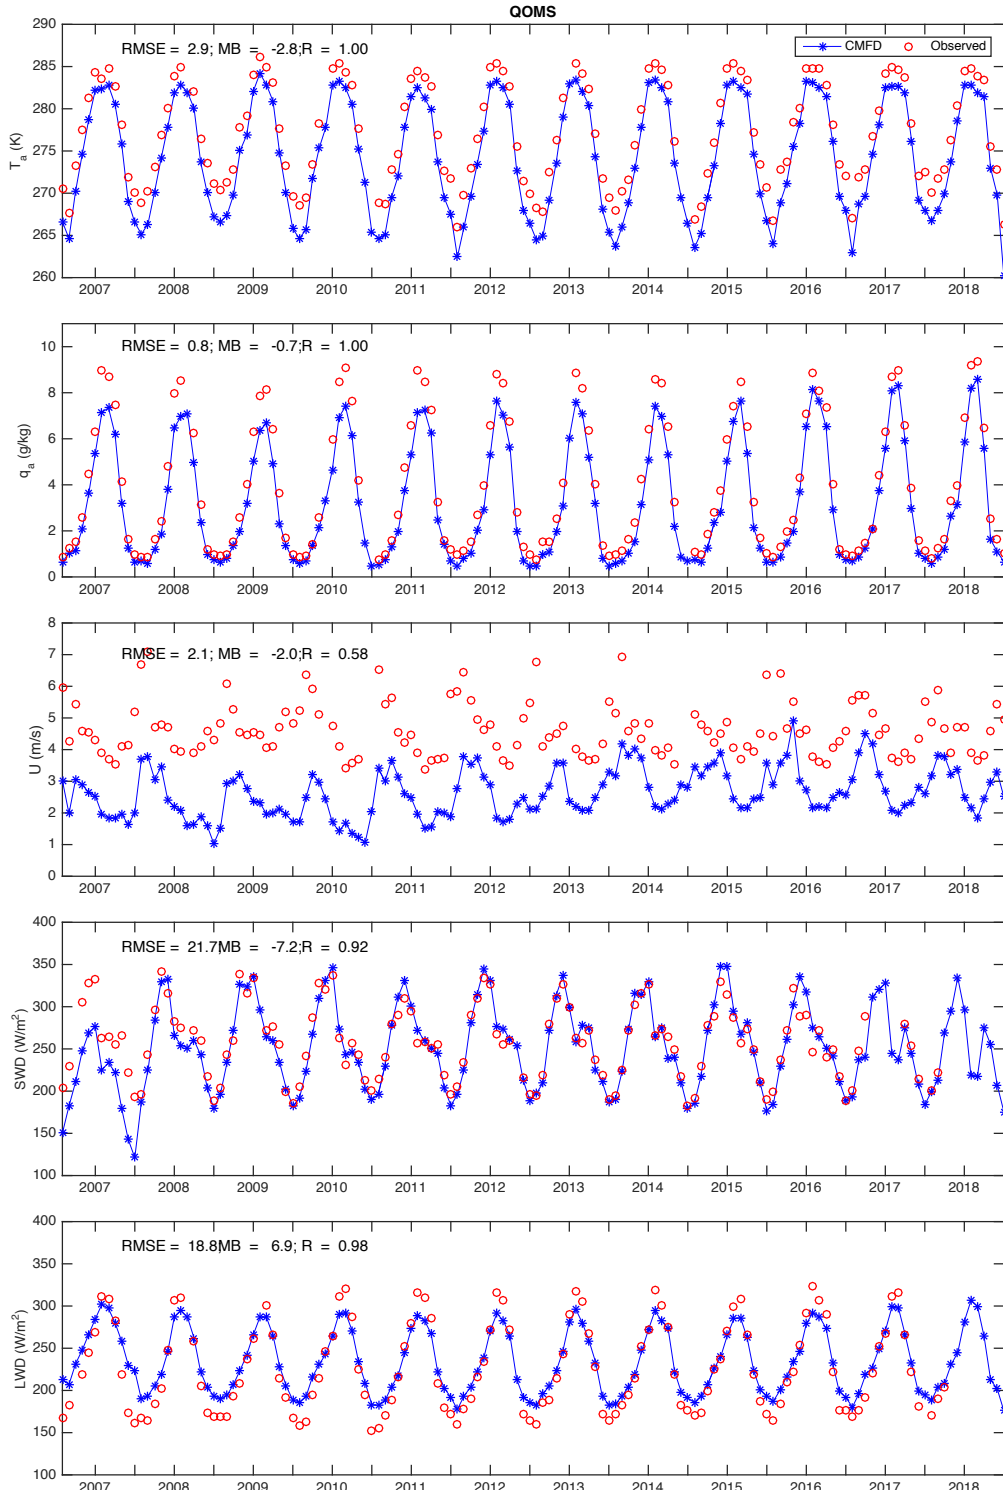 QOMS
RMSE = 2.9; MB = -2.8;R = 1.00
CMFD
Observed
T_a (K)
290
285
280
275
270
265
260
2007 2008 2009 2010 2011 2012 2013 2014 2015 2016 2017 2018
RMSE = 0.8; MB = -0.7;R = 1.00
q_a (g/kg)
10
8
6
4
2
0
2007 2008 2009 2010 2011 2012 2013 2014 2015 2016 2017 2018
RMSE = 2.1; MB = -2.0;R = 0.58
U (m/s)
8
7
6
5
4
3
2
1
0
2007 2008 2009 2010 2011 2012 2013 2014 2015 2016 2017 2018
RMSE = 21.7;MB = -7.2;R = 0.92
SWD (W/m²)
400
350
300
250
200
150
100
2007 2008 2009 2010 2011 2012 2013 2014 2015 2016 2017 2018
RMSE = 18.8;MB = 6.9; R = 0.98
LWD (W/m²)
400
350
300
250
200
150
100
2007 2008 2009 2010 2011 2012 2013 2014 2015 2016 2017 2018